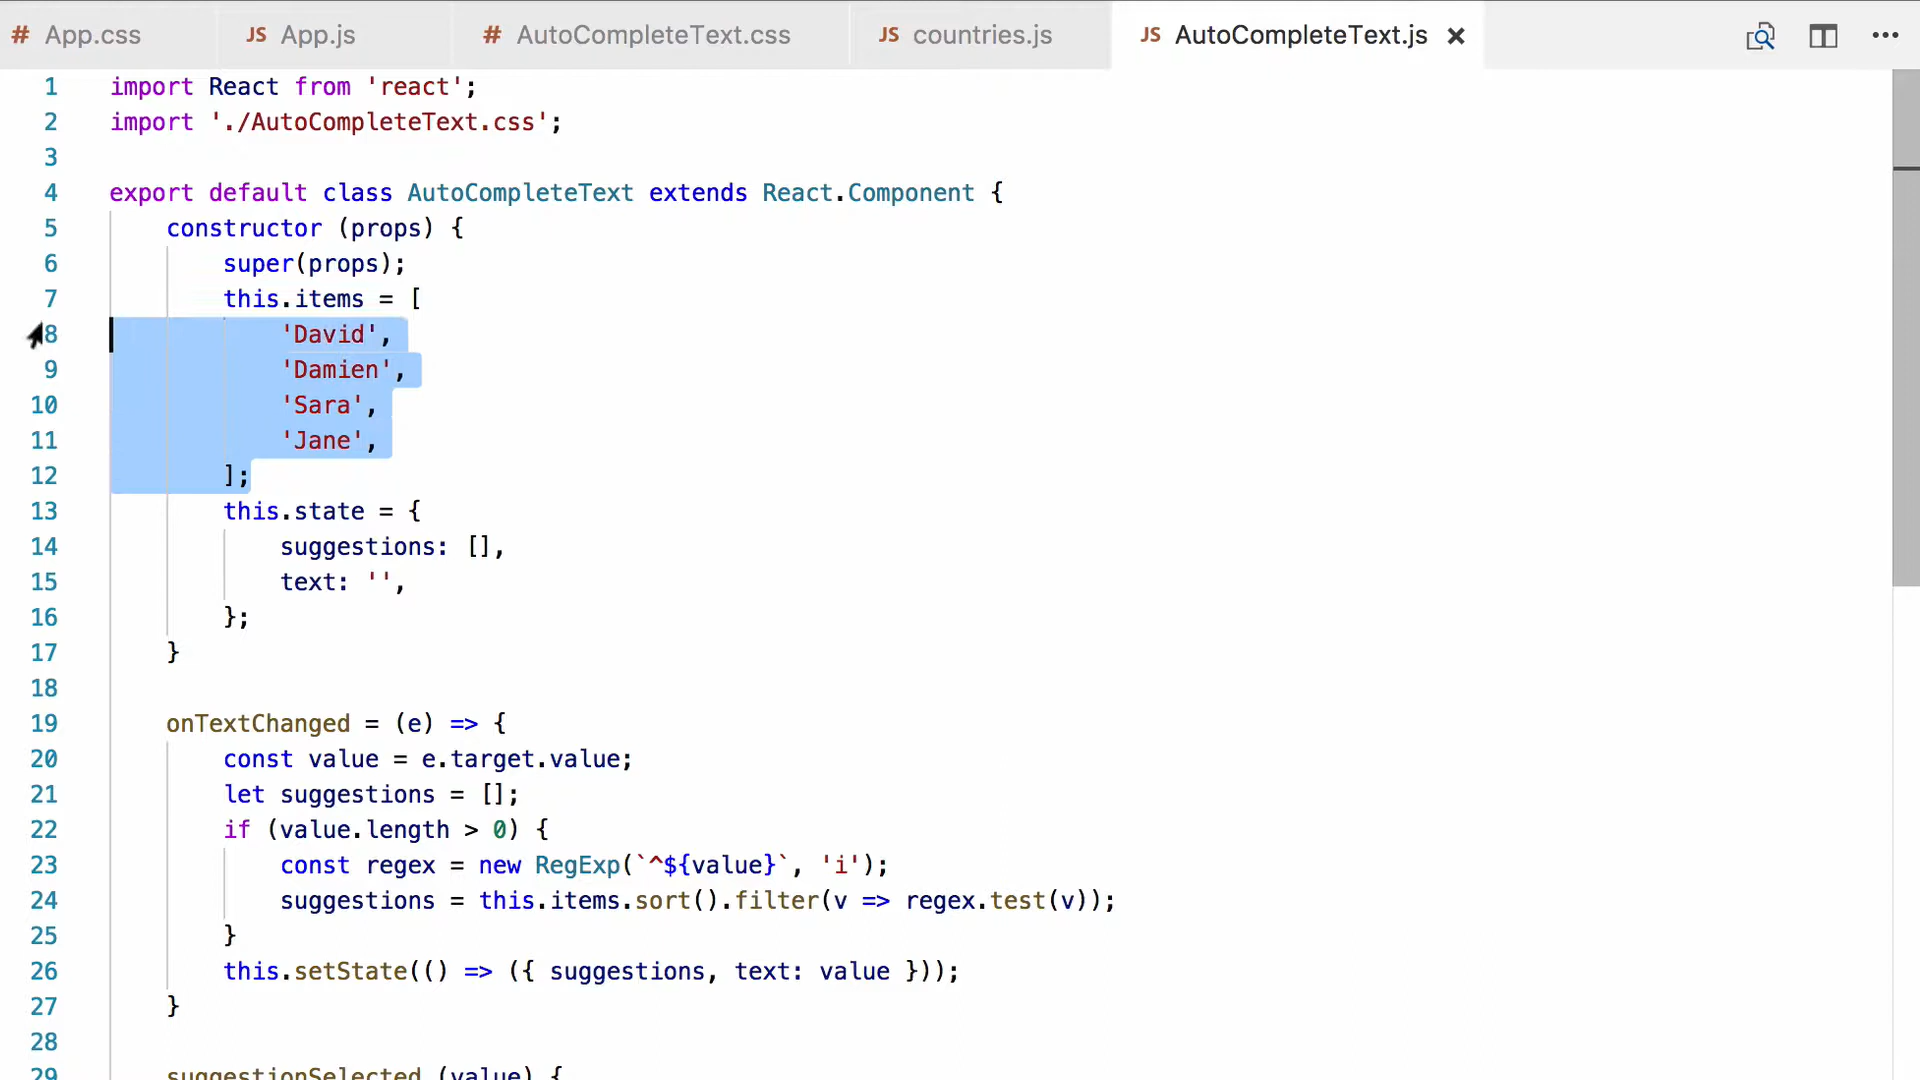 # App.css JS App.js # AutoCompleteText.css JS countries.js JS AutoCompleteText.js ×
1 import React from 'react';
2 import './AutoCompleteText.css';
3
4 export default class AutoCompleteText extends React.Component {
5 constructor (props) {
6 super(props);
7 this.items = [
8 'David',
9 'Damien',
10 'Sara',
11 'Jane',
12 ];
13 this.state = {
14 suggestions: [],
15 text: '',
16 };
17 }
18
19 onTextChanged = (e) => {
20 const value = e.target.value;
21 let suggestions = [];
22 if (value.length > 0) {
23 const regex = new RegExp(`^${value}`, 'i');
24 suggestions = this.items.sort().filter(v => regex.test(v));
25 }
26 this.setState(() => ({ suggestions, text: value }));
27 }
28
29 suggestionSelected (value) {